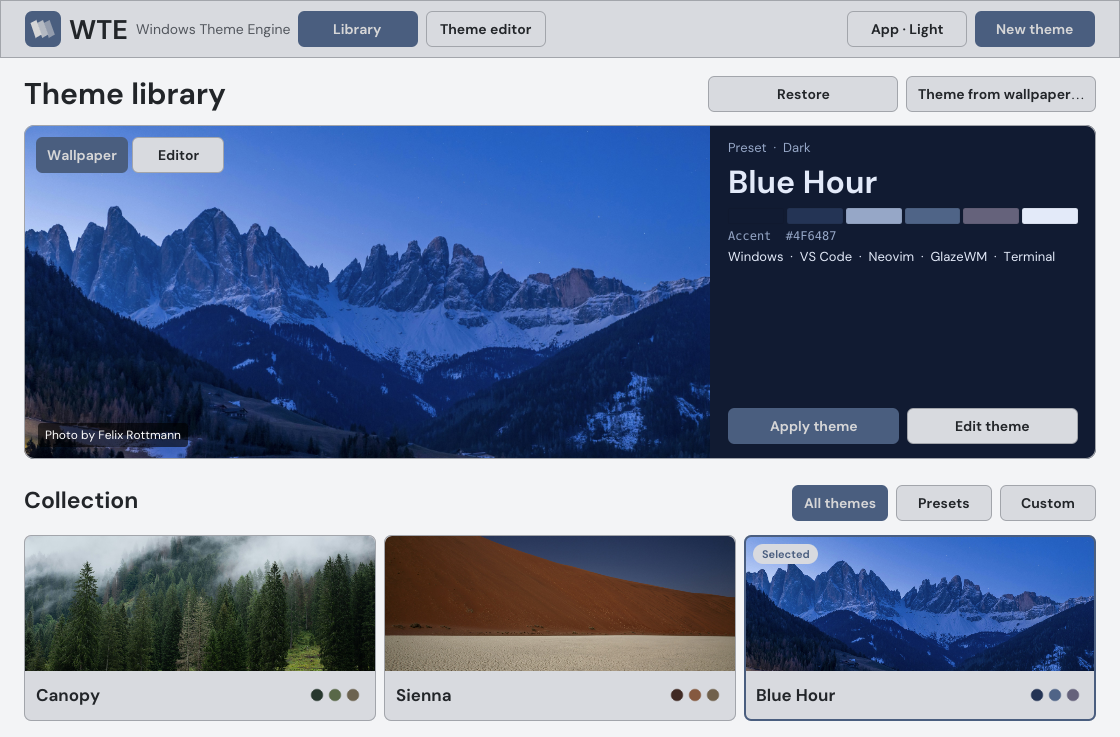 WTE Windows Theme Engine Library Theme editor App · Light New theme
Theme library Restore Theme from wallpaper...
Wallpaper Editor
Preset · Dark
Blue Hour
Accent #4F6487
Windows · VS Code · Neovim · GlazeWM · Terminal
Photo by Felix Rottmann
Apply theme Edit theme
Collection All themes Presets Custom
Selected
Canopy Sienna Blue Hour